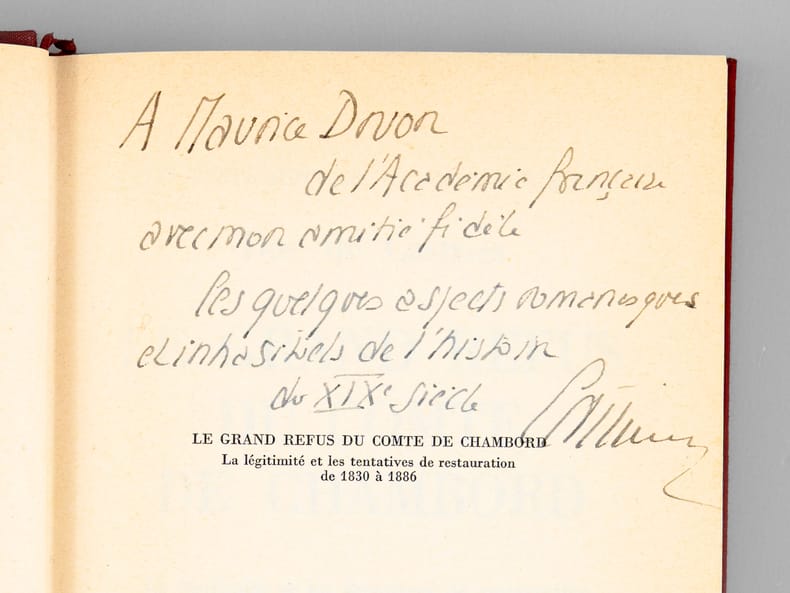 A Maurice Druon
de l'Académie française
avec mon amitié fidèle
ces quelques aspects romanesques
et inhabituels de l'histoire
du XIXe siècle
LE GRAND REFUS DU COMTE DE CHAMBORD
La légitimité et les tentatives de restauration
de 1830 à 1886